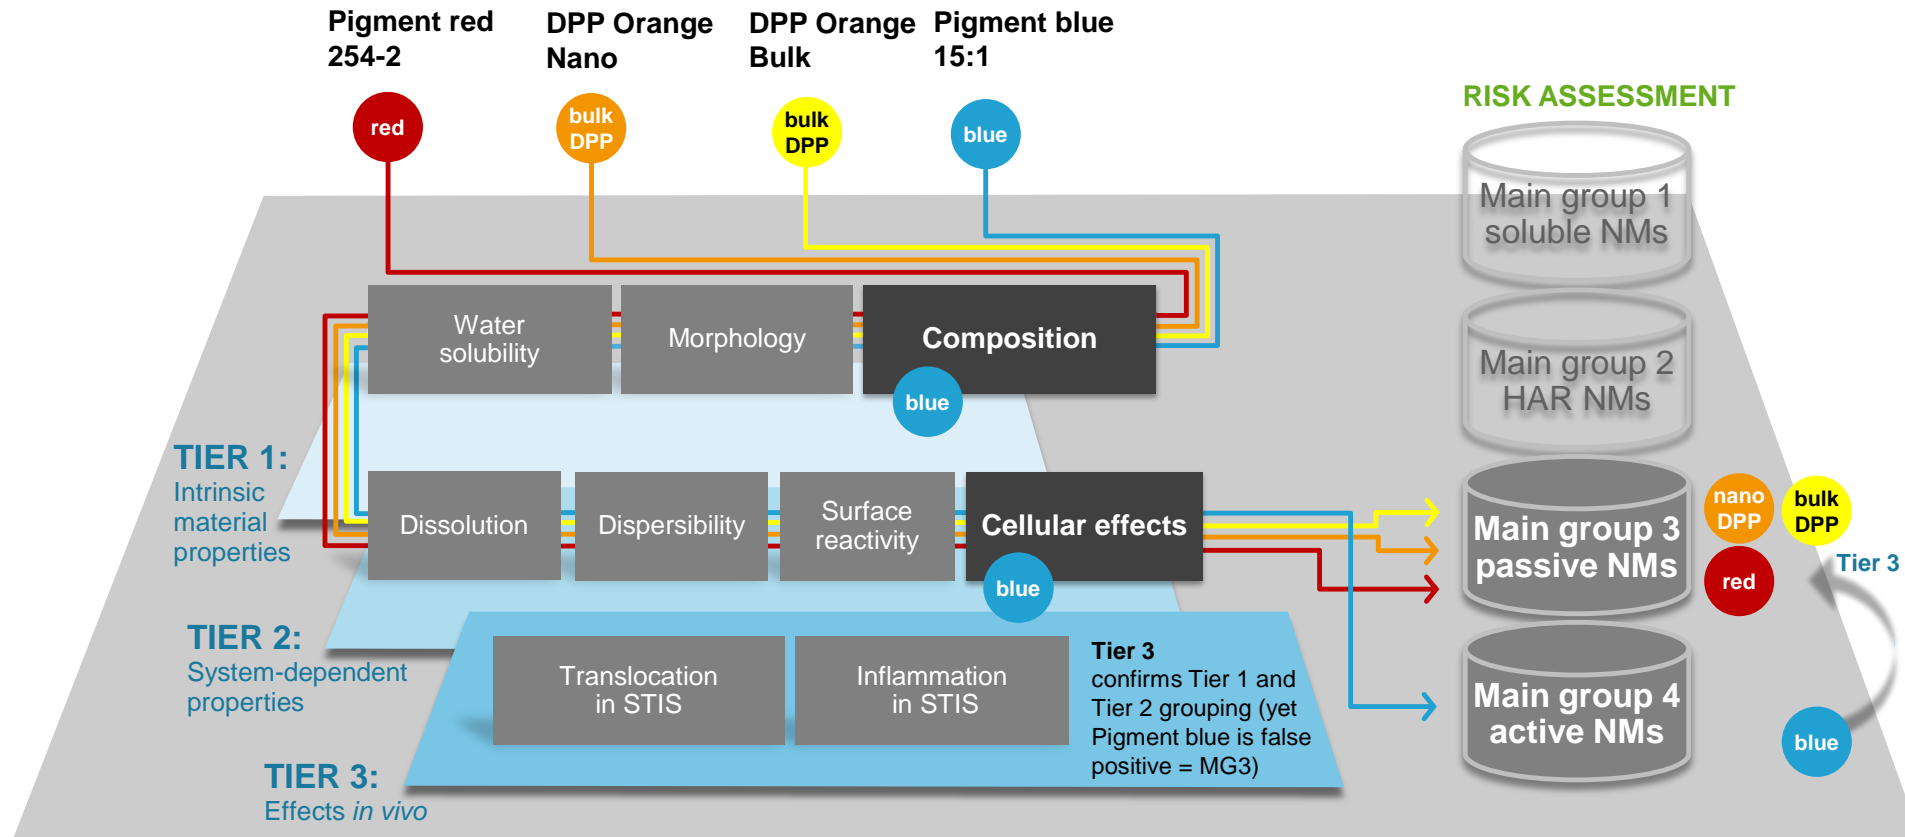 Pigment red
254-2
DPP Orange
Nano
DPP Orange
Bulk
Pigment blue
15:1
red
bulk
DPP
bulk
DPP
blue
RISK ASSESSMENT
Main group 1
soluble NMs
Water
solubility
Morphology
Composition
blue
Main group 2
HAR NMs
TIER 1:
Intrinsic
material
properties
Dissolution
Dispersibility
Surface
reactivity
Cellular effects
blue
Main group 3
passive NMs
nano
DPP
bulk
DPP
red
Tier 3
TIER 2:
System-dependent
properties
Translocation
in STIS
Inflammation
in STIS
Tier 3
confirms Tier 1 and
Tier 2 grouping (yet
Pigment blue is false
positive = MG3)
Main group 4
active NMs
blue
TIER 3:
Effects in vivo